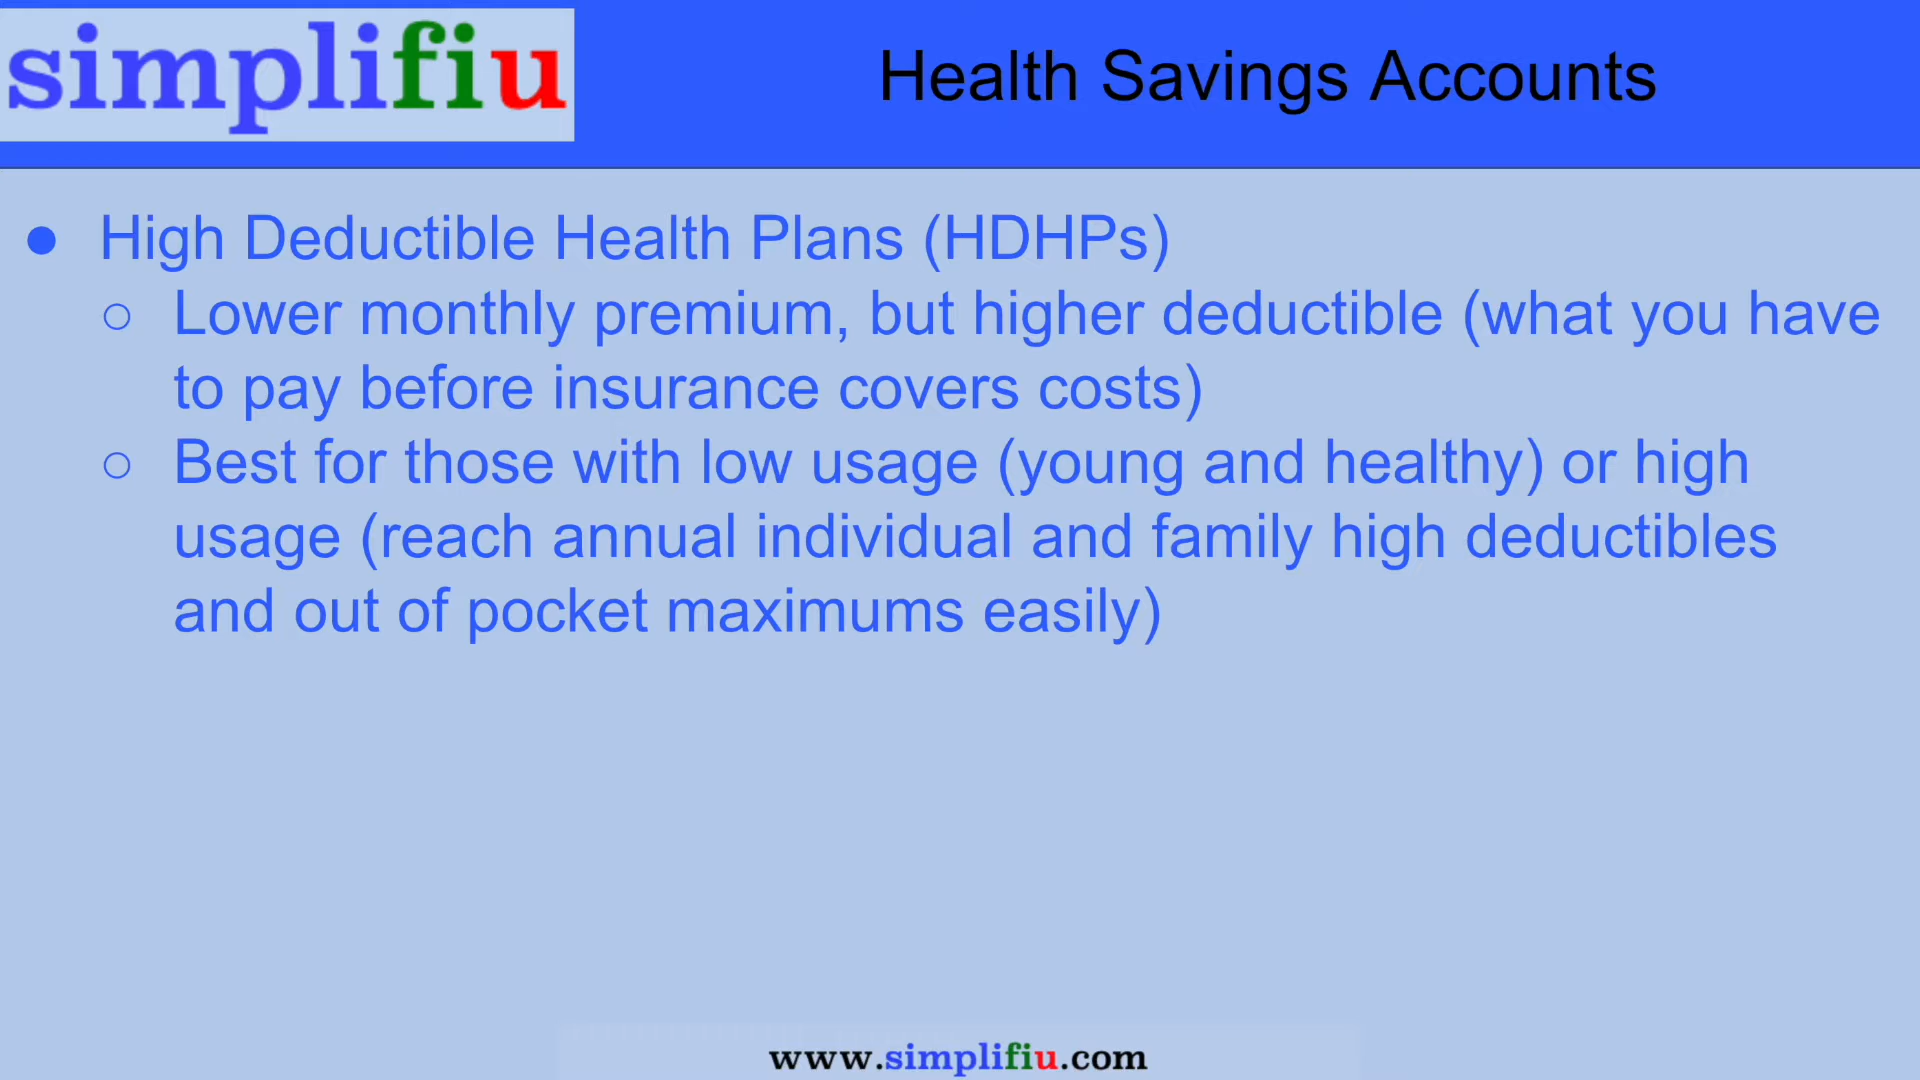 simplifiu
Health Savings Accounts
● High Deductible Health Plans (HDHPs)
○ Lower monthly premium, but higher deductible (what you have
to pay before insurance covers costs)
○ Best for those with low usage (young and healthy) or high
usage (reach annual individual and family high deductibles
and out of pocket maximums easily)
www.simplifiu.com